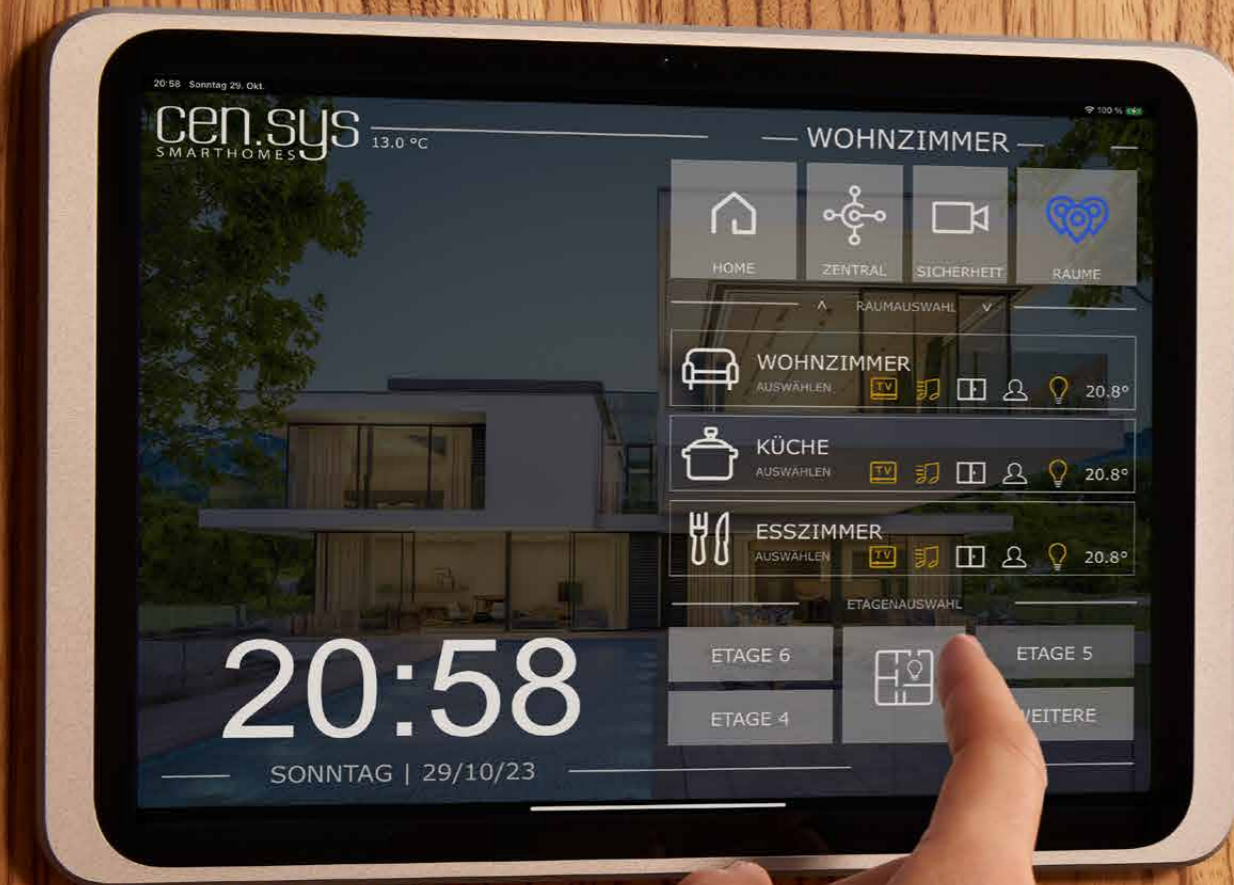 20:58 Sonntag 29. Okt.
100 %
cen.sys
SMARTHOMES
13.0 °C
WOHNZIMMER
HOME
ZENTRAL
SICHERHEIT
RÄUME
RAUMAUSWAHL
WOHNZIMMER
AUSWÄHLEN
TV
20.8°
KÜCHE
AUSWÄHLEN
TV
20.8°
ESSZIMMER
AUSWÄHLEN
TV
20.8°
ETAGENAUSWAHL
ETAGE 6
ETAGE 5
ETAGE 4
WEITERE
20:58
SONNTAG | 29/10/23